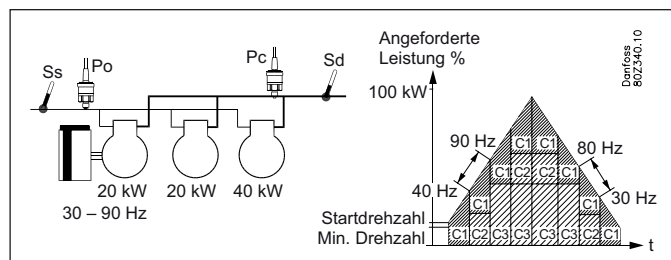 Ss
Po
Pc
Sd
20 kW
20 kW
40 kW
30 – 90 Hz
Angeforderte
Leistung %
100 kW
90 Hz
80 Hz
40 Hz
30 Hz
Startdrehzahl
Min. Drehzahl
C1 C1
C1 C2 C2 C1
C1 C1
C1 C2 C3 C3 C3 C3 C2 C1
t
Danfoss
80Z340.10